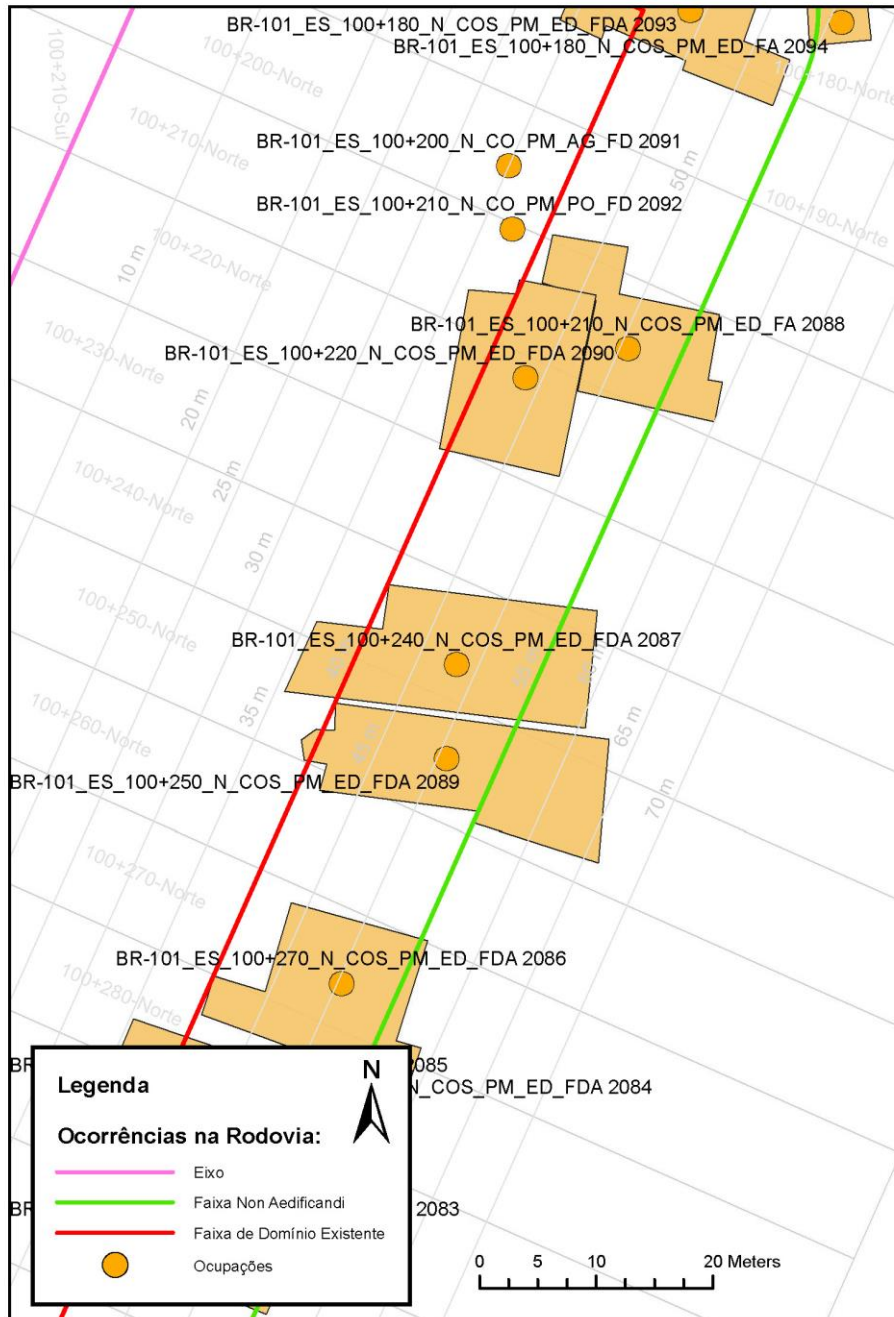 BR-101_ES_100+180_N_COS_PM_ED_FDA 2093
BR-101_ES_100+180_N_COS_PM_ED_FA 2094
100+210-Sul
100+200-Norte
100+180-Norte
BR-101_ES_100+200_N_CO_PM_AG_FD 2091
100+210-Norte
50 m
BR-101_ES_100+210_N_CO_PM_PO_FD 2092
100+190-Norte
100+220-Norte
10 m
BR-101_ES_100+210_N_COS_PM_ED_FA 2088
BR-101_ES_100+220_N_COS_PM_ED_FDA 2090
100+230-Norte
20 m
25 m
100+240-Norte
30 m
100+250-Norte
BR-101_ES_100+240_N_COS_PM_ED_FDA 2087
35 m
100+260-Norte
65 m
BR-101_ES_100+250_N_COS_PM_ED_FDA 2089
70 m
100+270-Norte
BR-101_ES_100+270_N_COS_PM_ED_FDA 2086
100+280-Norte
BR
2085
N_COS_PM_ED_FDA 2084
BR
2083
N
Legenda
Ocorrências na Rodovia:
Eixo
Faixa Non Aedificandi
Faixa de Domínio Existente
Ocupações
0 5 10 20 Meters